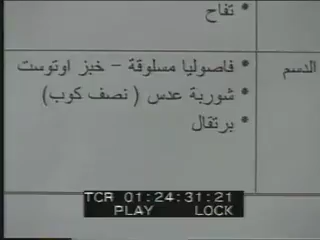 • تفاح
الدسم
• فاصوليا مسلوقة - خبز اوتوست
• شوربة عدس ( نصف كوب)
• برتقال
TCR 01:24:31:21
PLAY LOCK